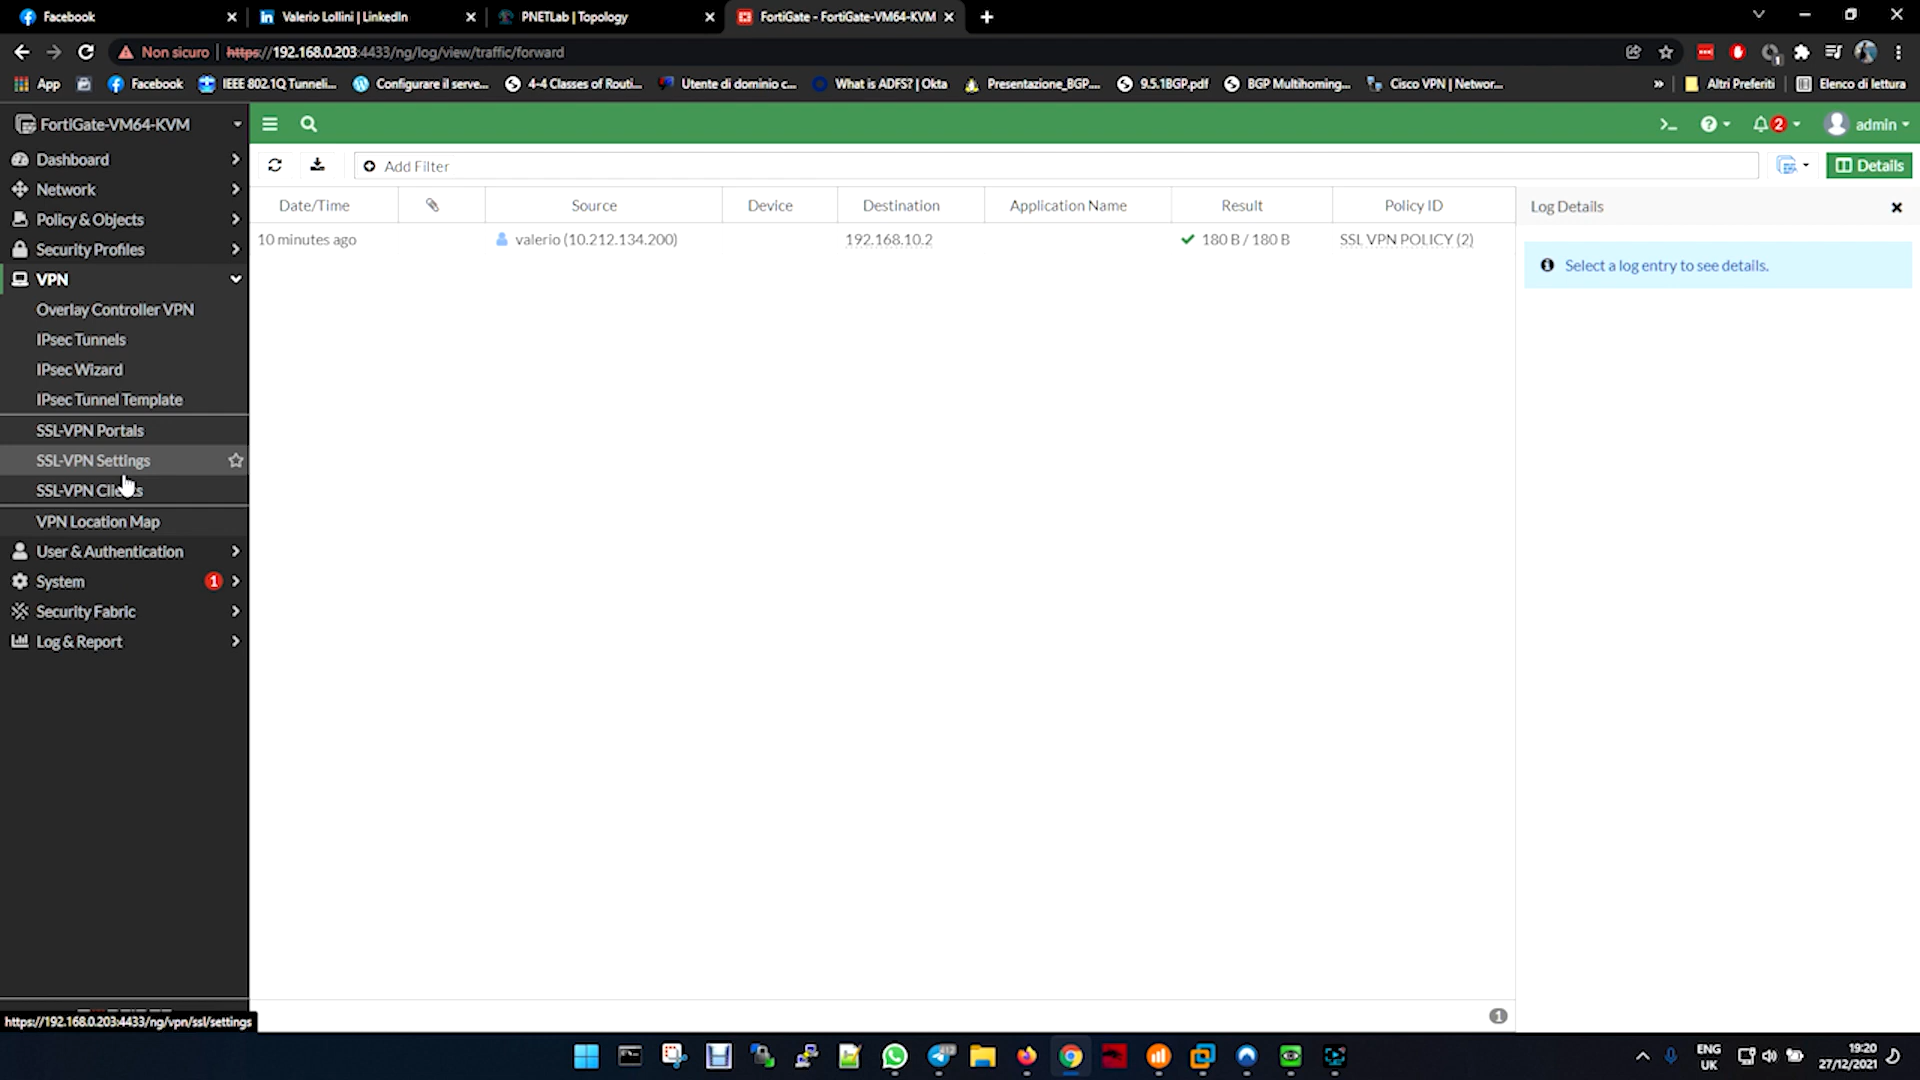 Facebook
Valerio Lollini | LinkedIn
PNETLab | Topology
FortiGate - FortiGate-VM64-KVM
Non sicuro
https://192.168.0.203:4433/ng/log/view/traffic/forward
App
Facebook
IEEE 802.1Q Tunneli...
Configurare il serve...
4-4 Classes of Routi...
Utente di dominio c...
What is ADFS? | Okta
Presentazione_BGP....
9.5.1BGP.pdf
BGP Multihoming...
Cisco VPN | Networ...
»
Altri Preferiti
Elenco di lettura
FortiGate-VM64-KVM
2
admin
Dashboard
Network
Policy & Objects
Security Profiles
VPN
Overlay Controller VPN
IPsec Tunnels
IPsec Wizard
IPsec Tunnel Template
SSL-VPN Portals
SSL-VPN Settings
VPN Location Map
User & Authentication
System
1
Security Fabric
Log & Report
https://192.168.0.203:4433/ng/vpn/ssl/settings
Add Filter
Details
Date/Time
Source
Device
Destination
Application Name
Result
Policy ID
10 minutes ago
valerio (10.212.134.200)
192.168.10.2
180 B / 180 B
SSL VPN POLICY (2)
Log Details
Select a log entry to see details.
1
ENG
UK
19:20
27/12/2021